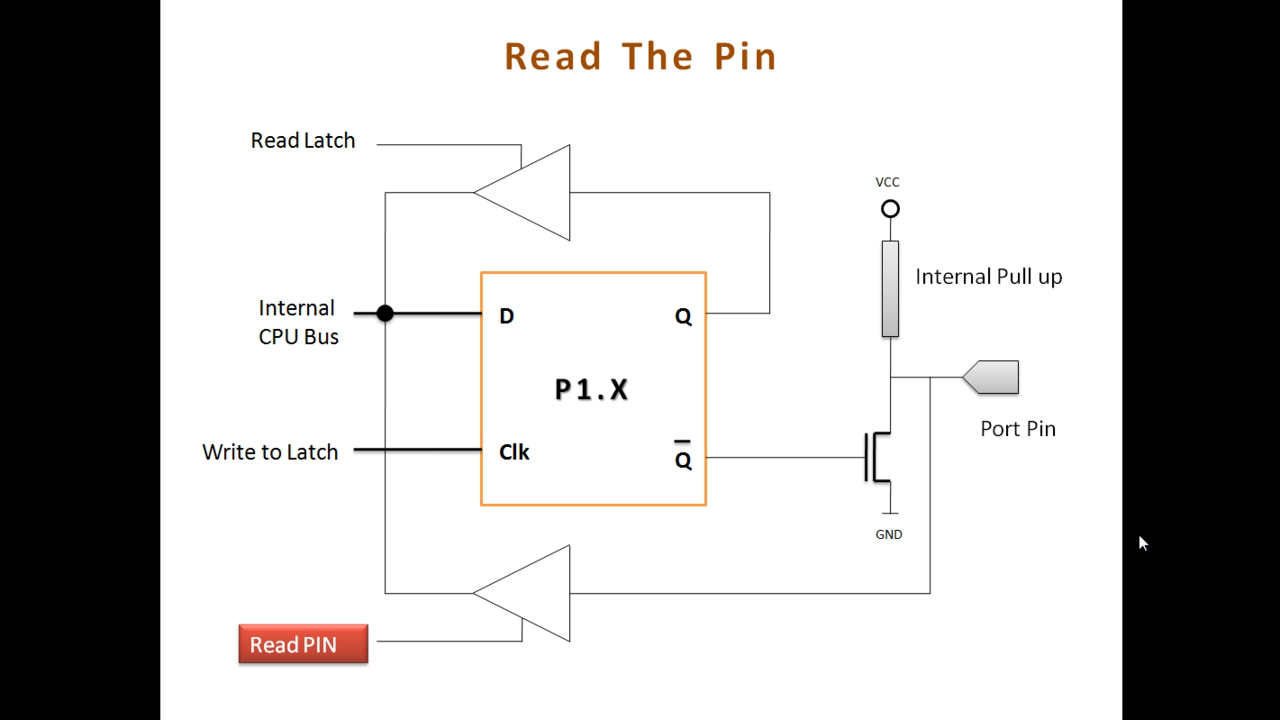 Read The Pin
Read Latch
VCC
Internal Pull up
Internal
CPU Bus
D
Q
P1.X
Port Pin
Write to Latch
Clk
Q̅
GND
Read PIN